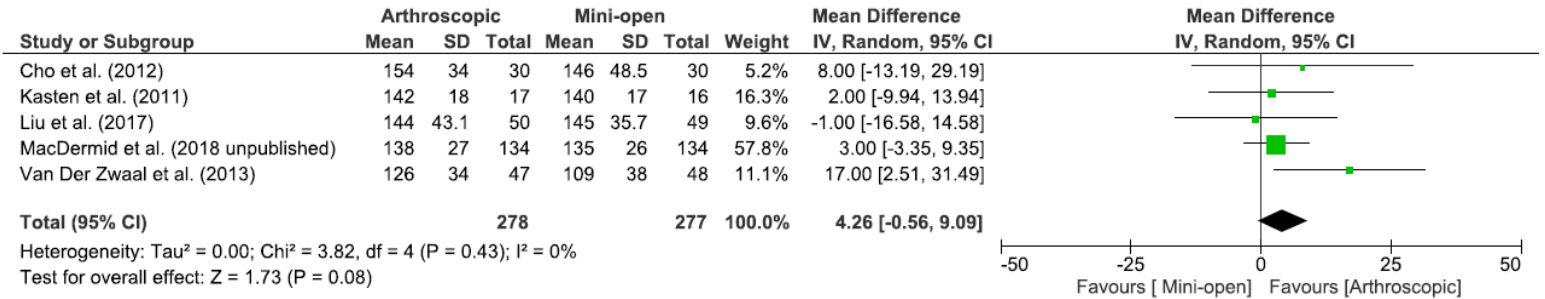 Arthroscopic Mini-open Mean Difference Mean Difference
Study or Subgroup Mean SD Total Mean SD Total Weight IV, Random, 95% CI IV, Random, 95% CI
Cho et al. (2012) 154 34 30 146 48.5 30 5.2% 8.00 [-13.19, 29.19]
Kasten et al. (2011) 142 18 17 140 17 16 16.3% 2.00 [-9.94, 13.94]
Liu et al. (2017) 144 43.1 50 145 35.7 49 9.6% -1.00 [-16.58, 14.58]
MacDermid et al. (2018 unpublished) 138 27 134 135 26 134 57.8% 3.00 [-3.35, 9.35]
Van Der Zwaal et al. (2013) 126 34 47 109 38 48 11.1% 17.00 [2.51, 31.49]
Total (95% CI) 278 277 100.0% 4.26 [-0.56, 9.09]
Heterogeneity: Tau² = 0.00; Chi² = 3.82, df = 4 (P = 0.43); I² = 0%
Test for overall effect: Z = 1.73 (P = 0.08)
-50 -25 0 25 50
Favours [ Mini-open] Favours [Arthroscopic]